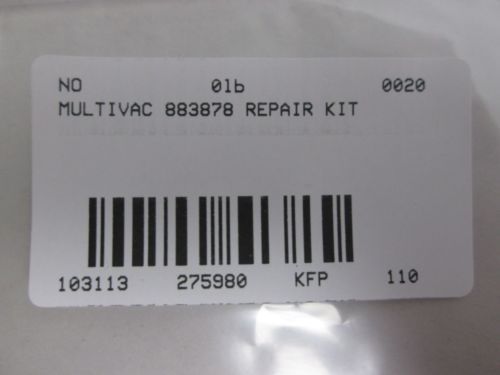 NO 01b 0020
MULTIVAC 883878 REPAIR KIT
103113 275980 KFP 110